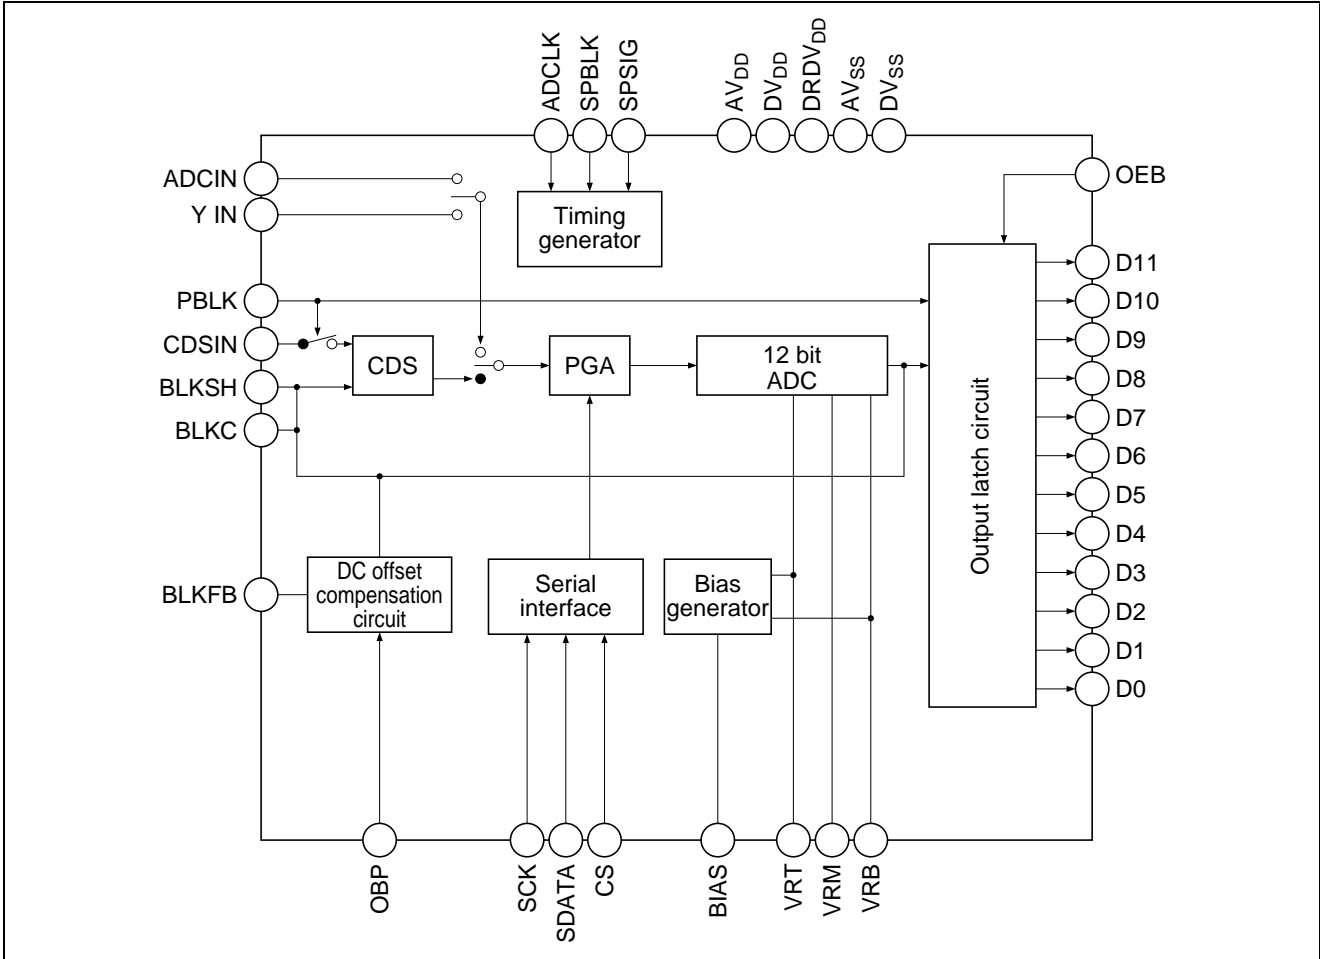 ADCLK
SPBLK
SPSIG
AVDD
DVDD
DRDVDD
AVSS
DVSS
ADCIN
Y IN
PBLK
CDSIN
BLKSH
BLKC
BLKFB
Timing
generator
CDS
PGA
12 bit
ADC
DC offset
compensation
circuit
Serial
interface
Bias
generator
Output latch circuit
OEB
D11
D10
D9
D8
D7
D6
D5
D4
D3
D2
D1
D0
OBP
SCK
SDATA
CS
BIAS
VRT
VRM
VRB